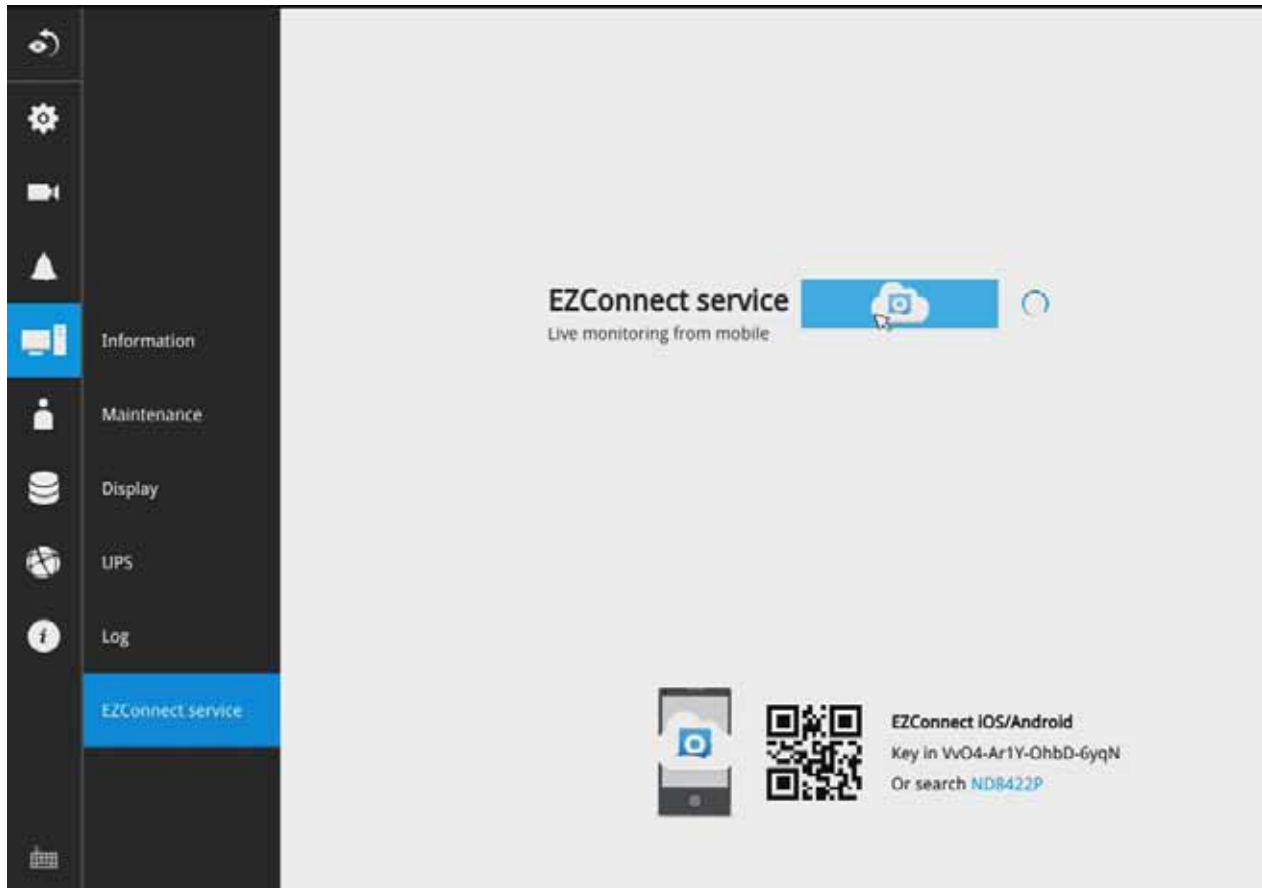 EZConnect service
Live monitoring from mobile
Information
Maintenance
Display
UPS
Log
EZConnect service
EZConnect iOS/Android
Key in VvO4-Ar1Y-OhbD-6yqN
Or search ND8422P